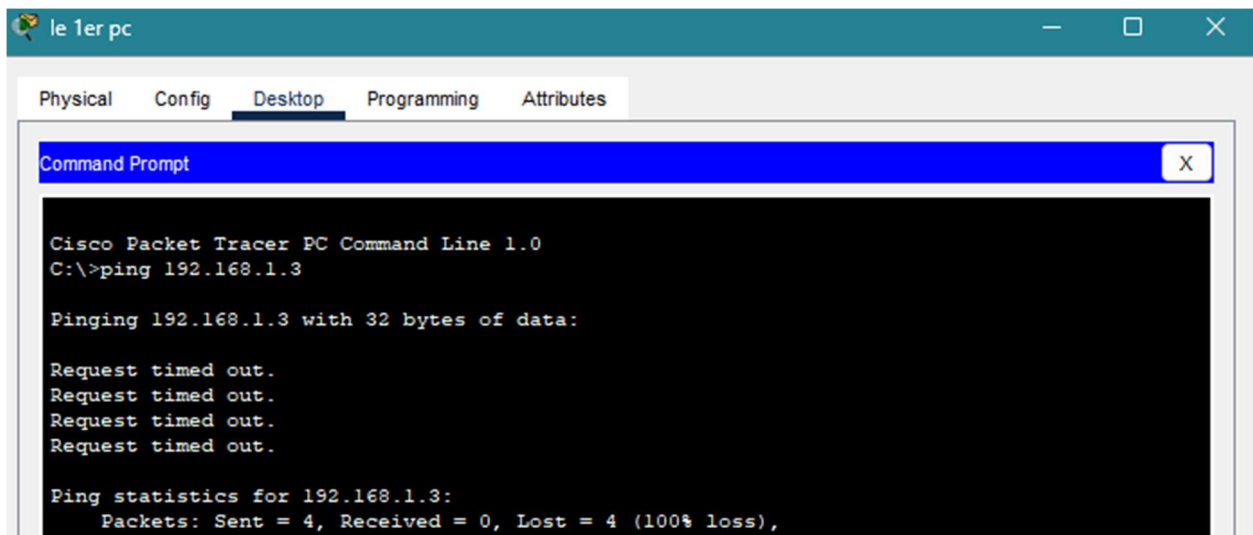 le 1er pc
Physical Config Desktop Programming Attributes
Command Prompt
X
Cisco Packet Tracer PC Command Line 1.0
C:\>ping 192.168.1.3
Pinging 192.168.1.3 with 32 bytes of data:
Request timed out.
Request timed out.
Request timed out.
Request timed out.
Ping statistics for 192.168.1.3:
Packets: Sent = 4, Received = 0, Lost = 4 (100% loss),